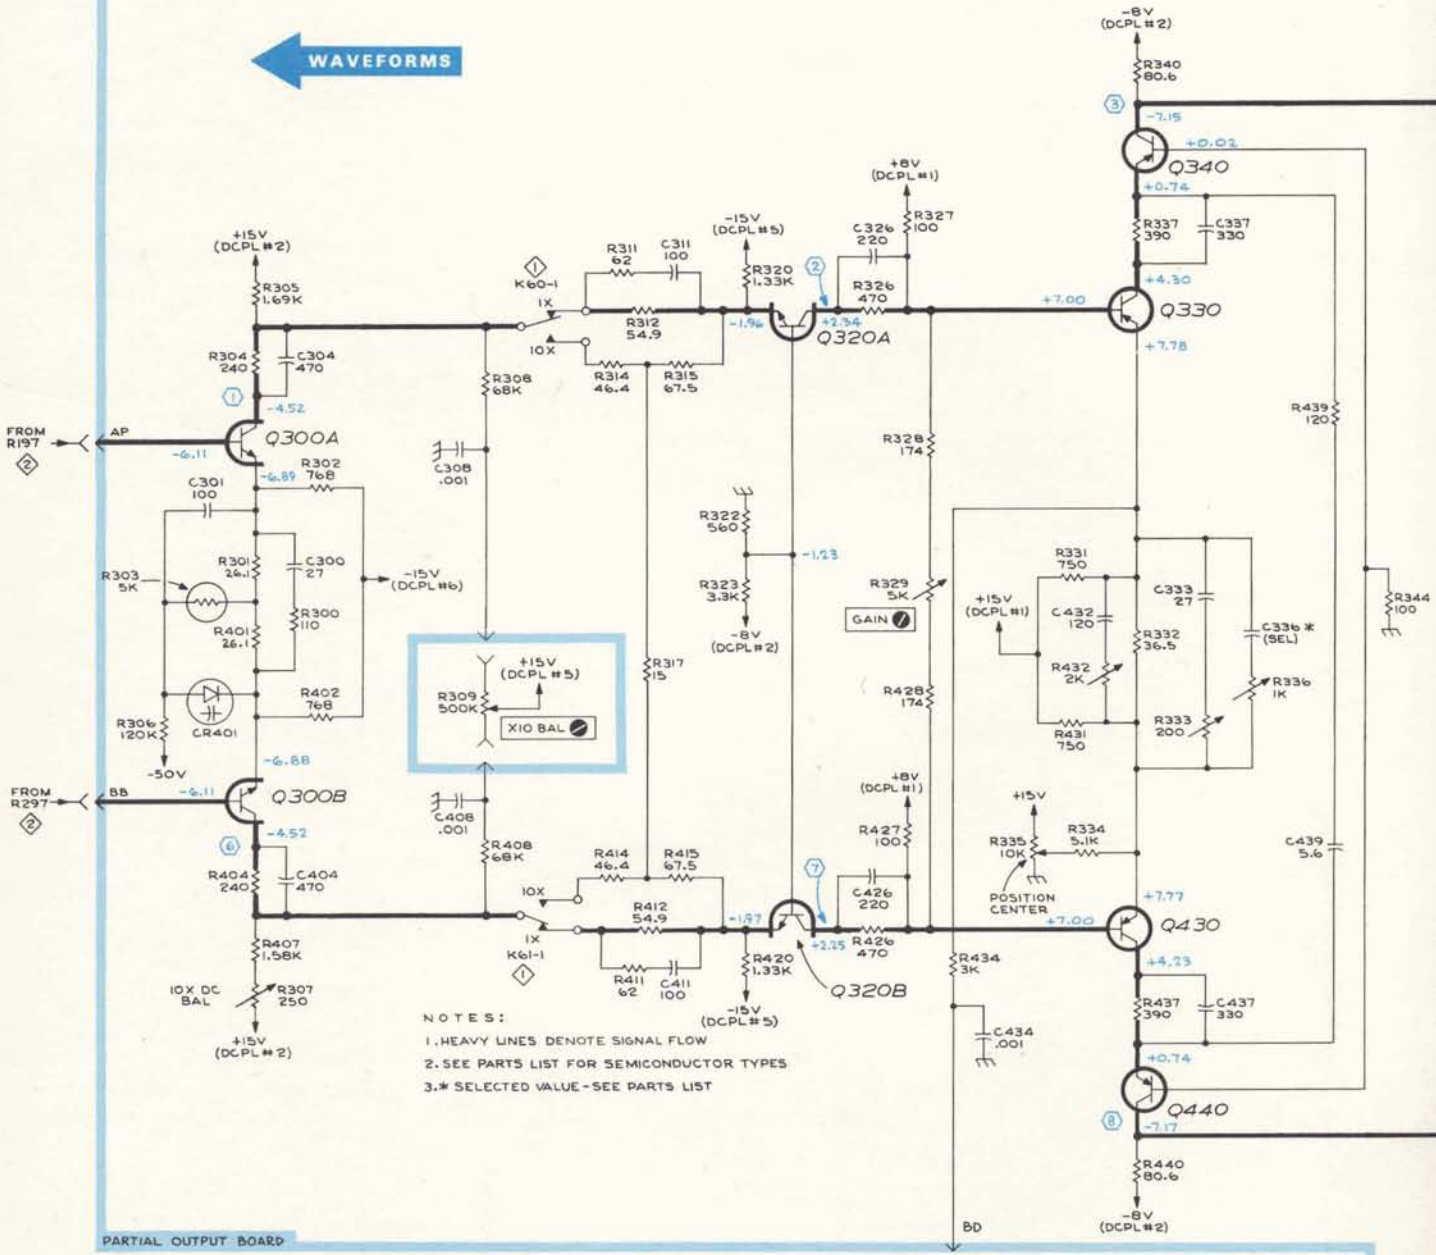 WAVEFORMS
-8V
(DCPL #2)
R340
80.6
3
-7.15
+0.02
Q340
+0.74
R337
390
C337
330
+4.30
+7.00
Q330
+7.78
+8V
(DCPL #1)
R327
100
C326
220
2
R326
470
+2.34
Q320A
-15V
(DCPL #5)
R320
1.33K
-1.96
R311
62
C311
100
1
K60-1
1X
R312
54.9
10X
R314
46.4
R315
67.5
+15V
(DCPL #2)
R305
1.69K
R304
240
C304
470
R308
68K
1
-4.52
FROM
R197
2
AP
-6.11
Q300A
-6.89
R302
768
C308
.001
C301
100
R301
26.1
C300
27
R303
5K
R300
110
R401
26.1
-15V
(DCPL #6)
R402
768
CR401
R306
120K
-50V
-6.88
R322
560
-1.23
R323
3.3K
-8V
(DCPL #2)
R328
174
R329
5K
GAIN
R428
174
R439
120
R331
750
C432
120
C333
27
C336 *
(SEL)
R344
100
+15V
(DCPL #1)
R332
36.5
R432
2K
R336
1K
R431
750
R333
200
+15V
(DCPL #5)
R309
500K
X10 BAL
R317
15
FROM
R297
2
BB
-6.11
Q300B
-4.52
6
R404
240
C404
470
C408
.001
R408
68K
R414
46.4
R415
67.5
10X
R412
54.9
1X
K61-1
1
R411
62
C411
100
-1.97
R420
1.33K
-15V
(DCPL #5)
+8V
(DCPL #1)
R427
100
C426
220
7
+2.25
R426
470
Q320B
+15V
R335
10K
R334
5.1K
POSITION
CENTER
C439
5.6
+7.77
+7.00
Q430
+4.23
R434
3K
R437
390
C437
330
C434
.001
+0.74
Q440
8
-7.17
R440
80.6
-8V
(DCPL #2)
R407
1.58K
10X DC
BAL
R307
250
+15V
(DCPL #2)
NOTES:
1. HEAVY LINES DENOTE SIGNAL FLOW
2. SEE PARTS LIST FOR SEMICONDUCTOR TYPES
3.* SELECTED VALUE-SEE PARTS LIST
BD
PARTIAL OUTPUT BOARD